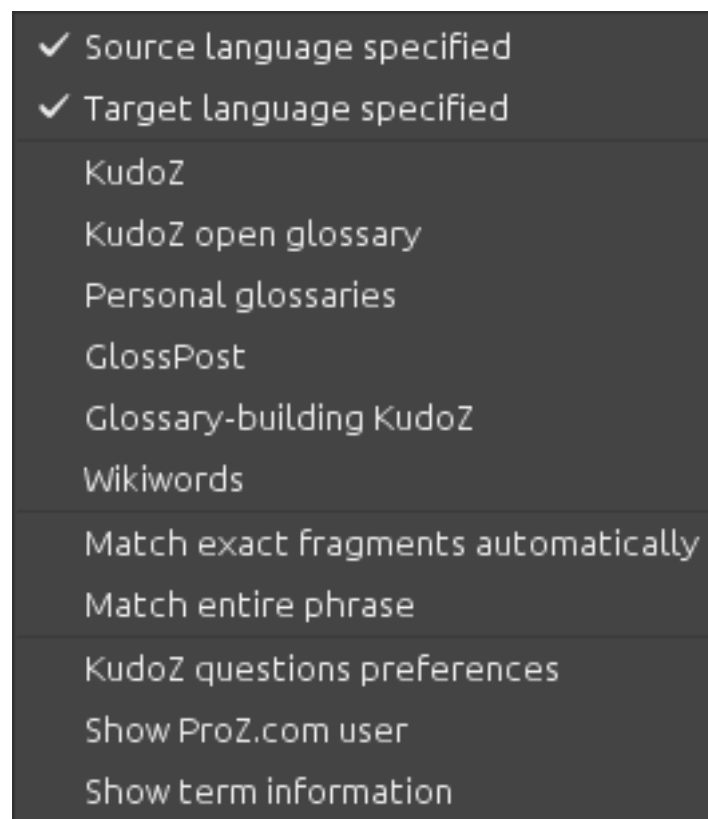 Source language specified
Target language specified
KudoZ
KudoZ open glossary
Personal glossaries
GlossPost
Glossary-building KudoZ
Wikiwords
Match exact fragments automatically
Match entire phrase
KudoZ questions preferences
Show ProZ.com user
Show term information